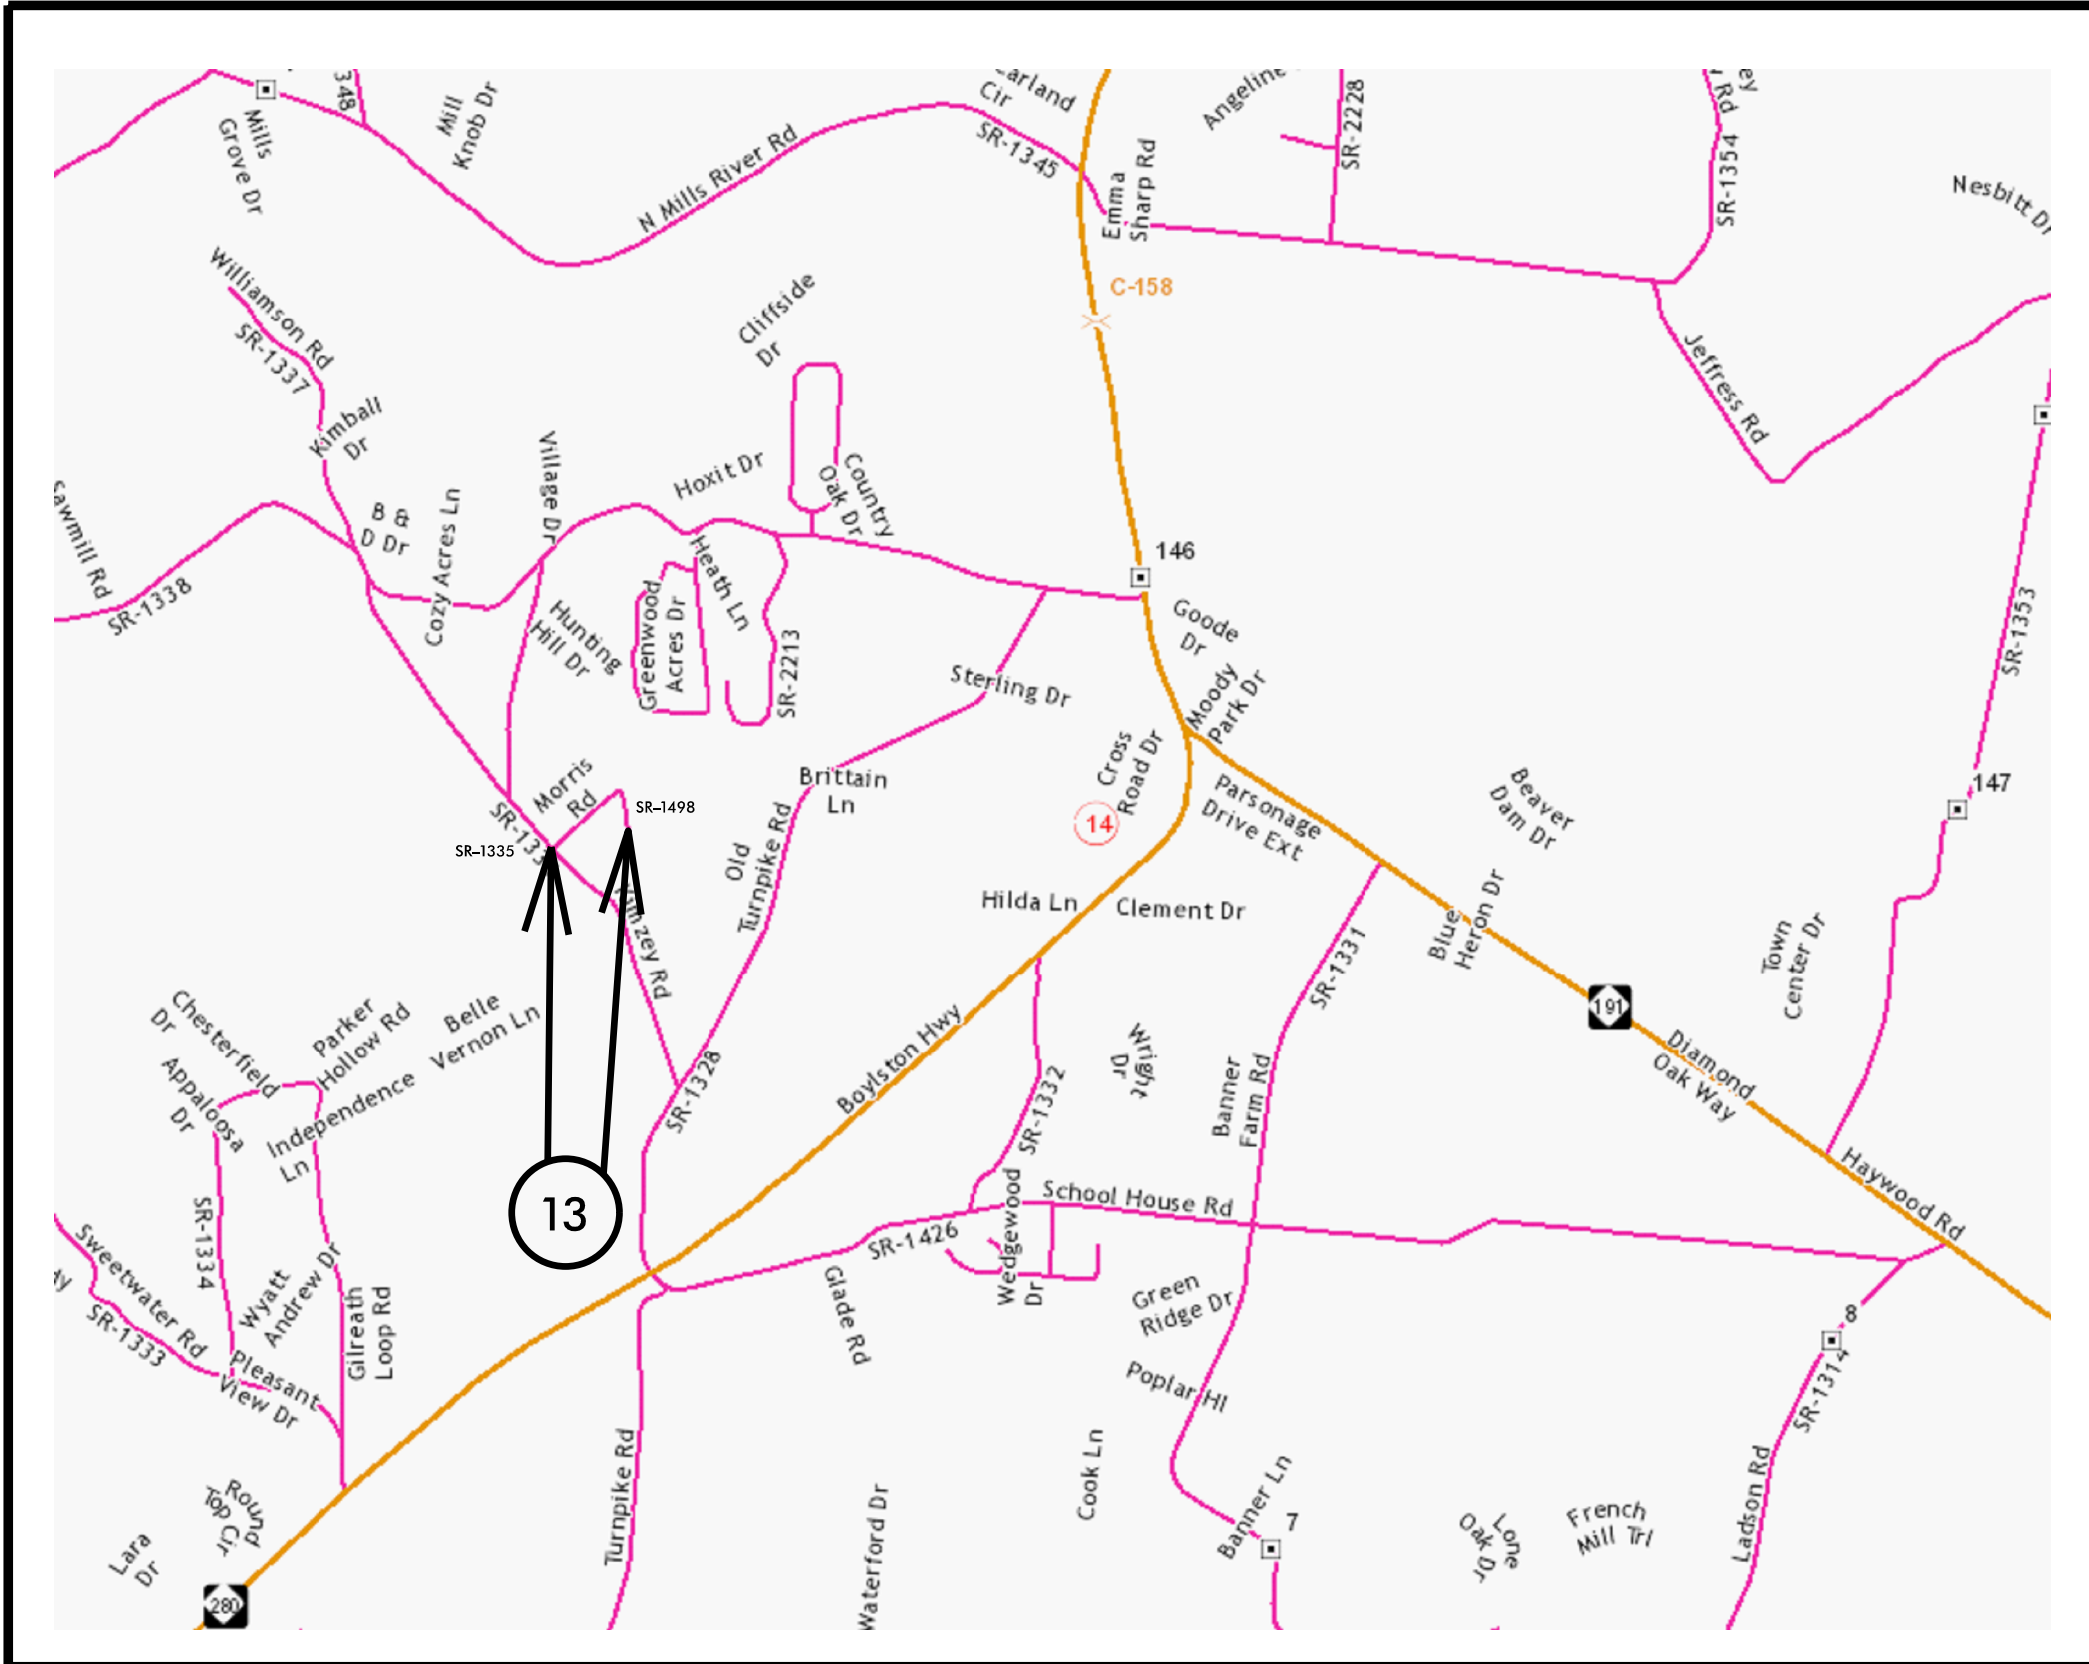 348
Mills
Grove Dr
Mill
Knob Dr
N Mills River Rd
Cir
SR-1345
Emma
Sharp Rd
Angeline
SR-2228
Rd
SR-1354
Nesbitt Dr
C-158
Williamson Rd
SR-1337
Cliffside
Dr
Jeffress Rd
Kimball
Dr
Village Dr
Hoxit Dr
Country
Oak Dr
Sawmill Rd
SR-1338
B &
D Dr
Cozy Acres Ln
Heath Ln
146
Hunting
Hill Dr
Greenwood
Acres Dr
SR-2213
Goode
Dr
SR-1353
Sterling Dr
Moody
Park Dr
Cross
Road Dr
Brittain
Ln
Morris
Rd
SR-1498
SR-133
SR-1335
Old
Turnpike Rd
14
Parsonage
Drive Ext
Beaver
Dam Dr
147
Kimzey Rd
Hilda Ln
Clement Dr
Blue
Heron Dr
SR-1331
Town
Center Dr
191
Chesterfield
Dr
Parker
Hollow Rd
Belle
Vernon Ln
Boylston Hwy
Wright
Dr
Diamond
Oak Way
Appaloosa
Dr
Independence
Ln
SR-1328
SR-1332
Banner
Farm Rd
13
School House Rd
Haywood Rd
SR-1334
SR-1426
Wedgewood
Dr
Sweetwater Rd
SR-1333
Wyatt
Andrew Dr
Gilreath
Loop Rd
Glade Rd
Green
Ridge Dr
8
SR-1314
Pleasant
View Dr
Poplar Hl
Turnpike Rd
Cook Ln
Banner Ln
7
Ladson Rd
Round
Top Cir
Lara
Dr
Waterford Dr
Lone
Oak Dr
French
Mill Trl
280